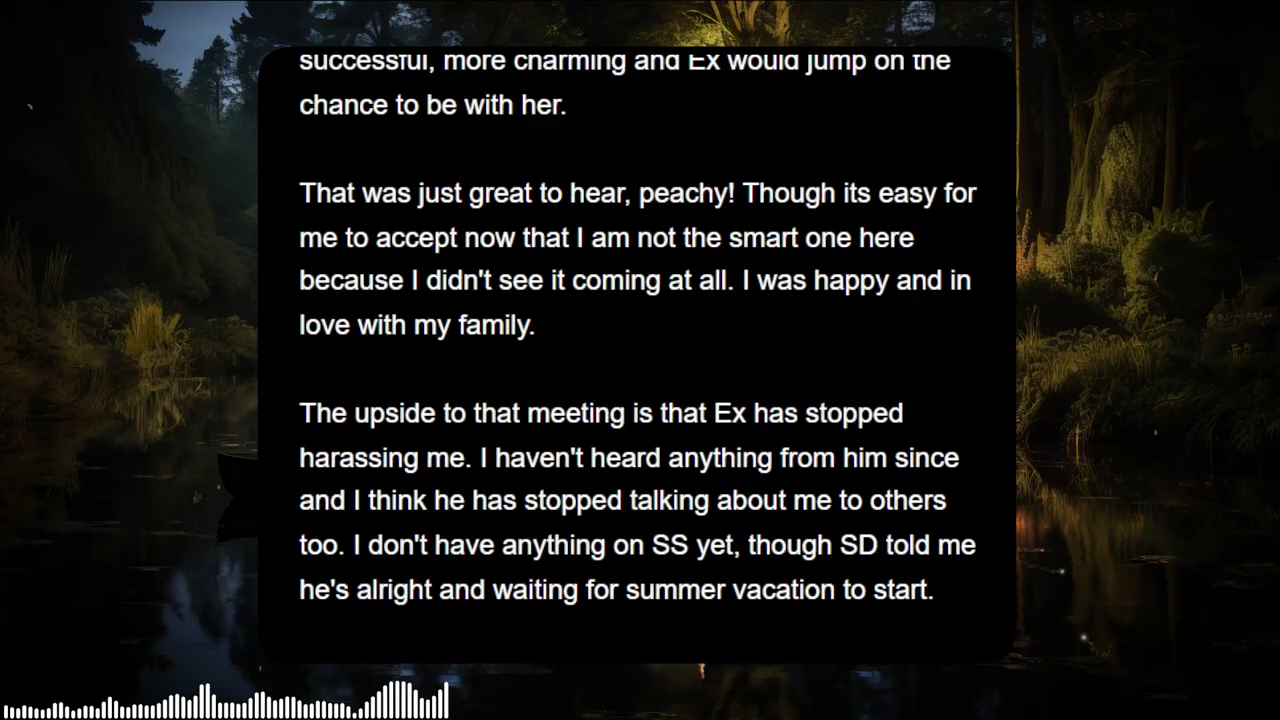 successful, more charming and Ex would jump on the
chance to be with her.
That was just great to hear, peachy! Though its easy for
me to accept now that I am not the smart one here
because I didn't see it coming at all. I was happy and in
love with my family.
The upside to that meeting is that Ex has stopped
harassing me. I haven't heard anything from him since
and I think he has stopped talking about me to others
too. I don't have anything on SS yet, though SD told me
he's alright and waiting for summer vacation to start.